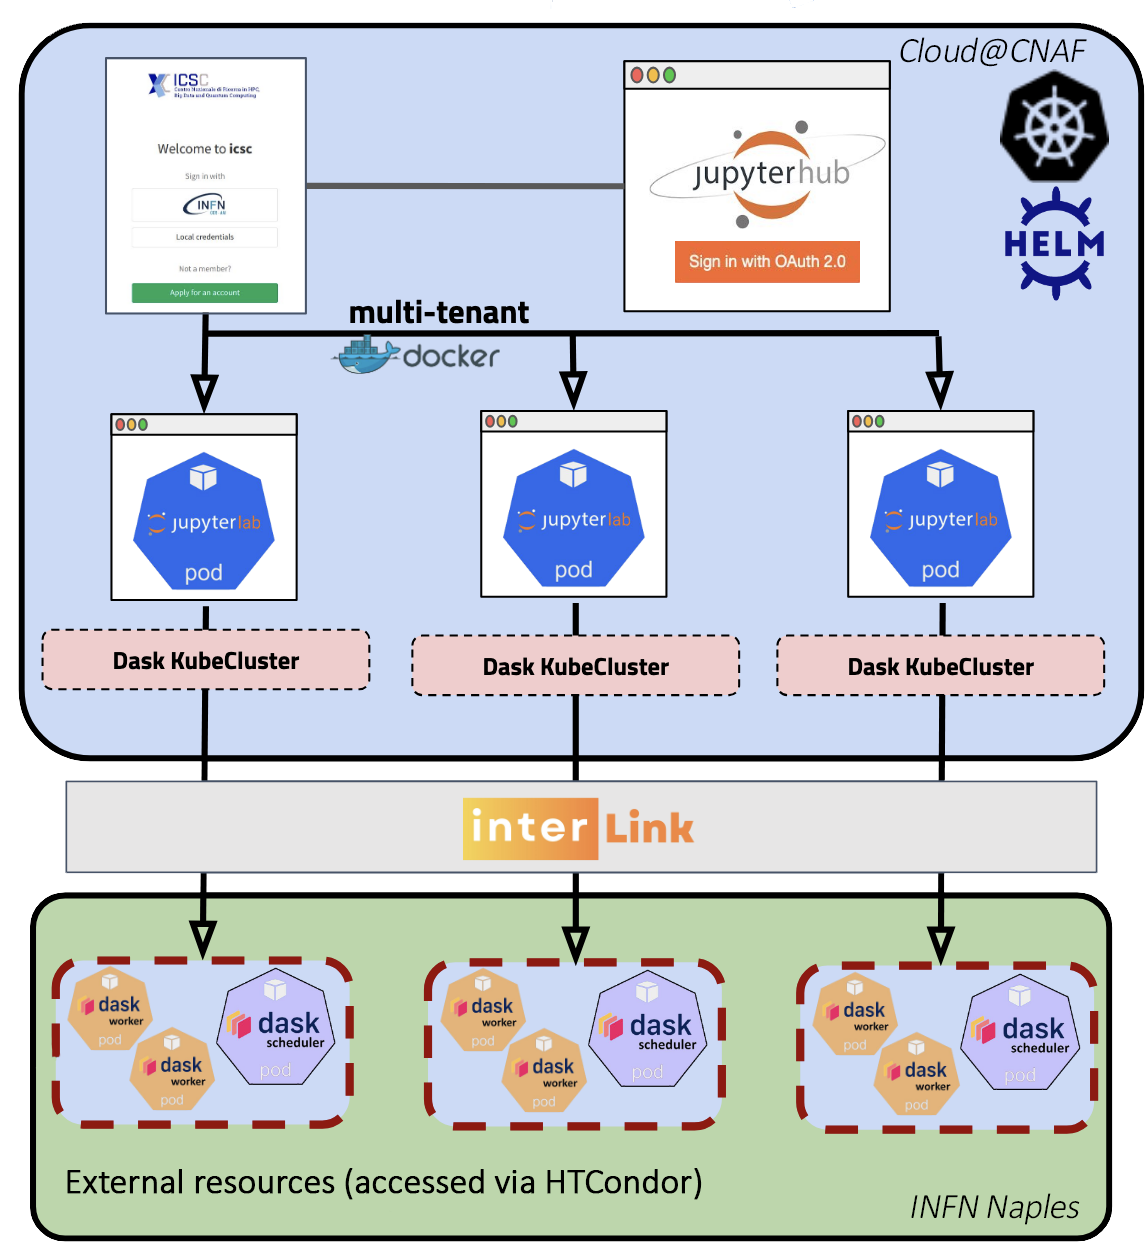 Cloud@CNAF
ICSC
Centro Nazionale di Ricerca in HPC,
Big Data and Quantum Computing
Welcome to icsc
Sign in with
INFN
Local credentials
Not a member?
Apply for an account
jupyterhub
Sign in with OAuth 2.0
HELM
multi-tenant
docker
jupyterlab
pod
jupyterlab
pod
jupyterlab
pod
Dask KubeCluster
Dask KubeCluster
Dask KubeCluster
interLink
dask
worker
pod
dask
worker
pod
dask
scheduler
pod
dask
worker
pod
dask
worker
pod
dask
scheduler
pod
dask
worker
pod
dask
worker
pod
dask
scheduler
pod
External resources (accessed via HTCondor)
INFN Naples